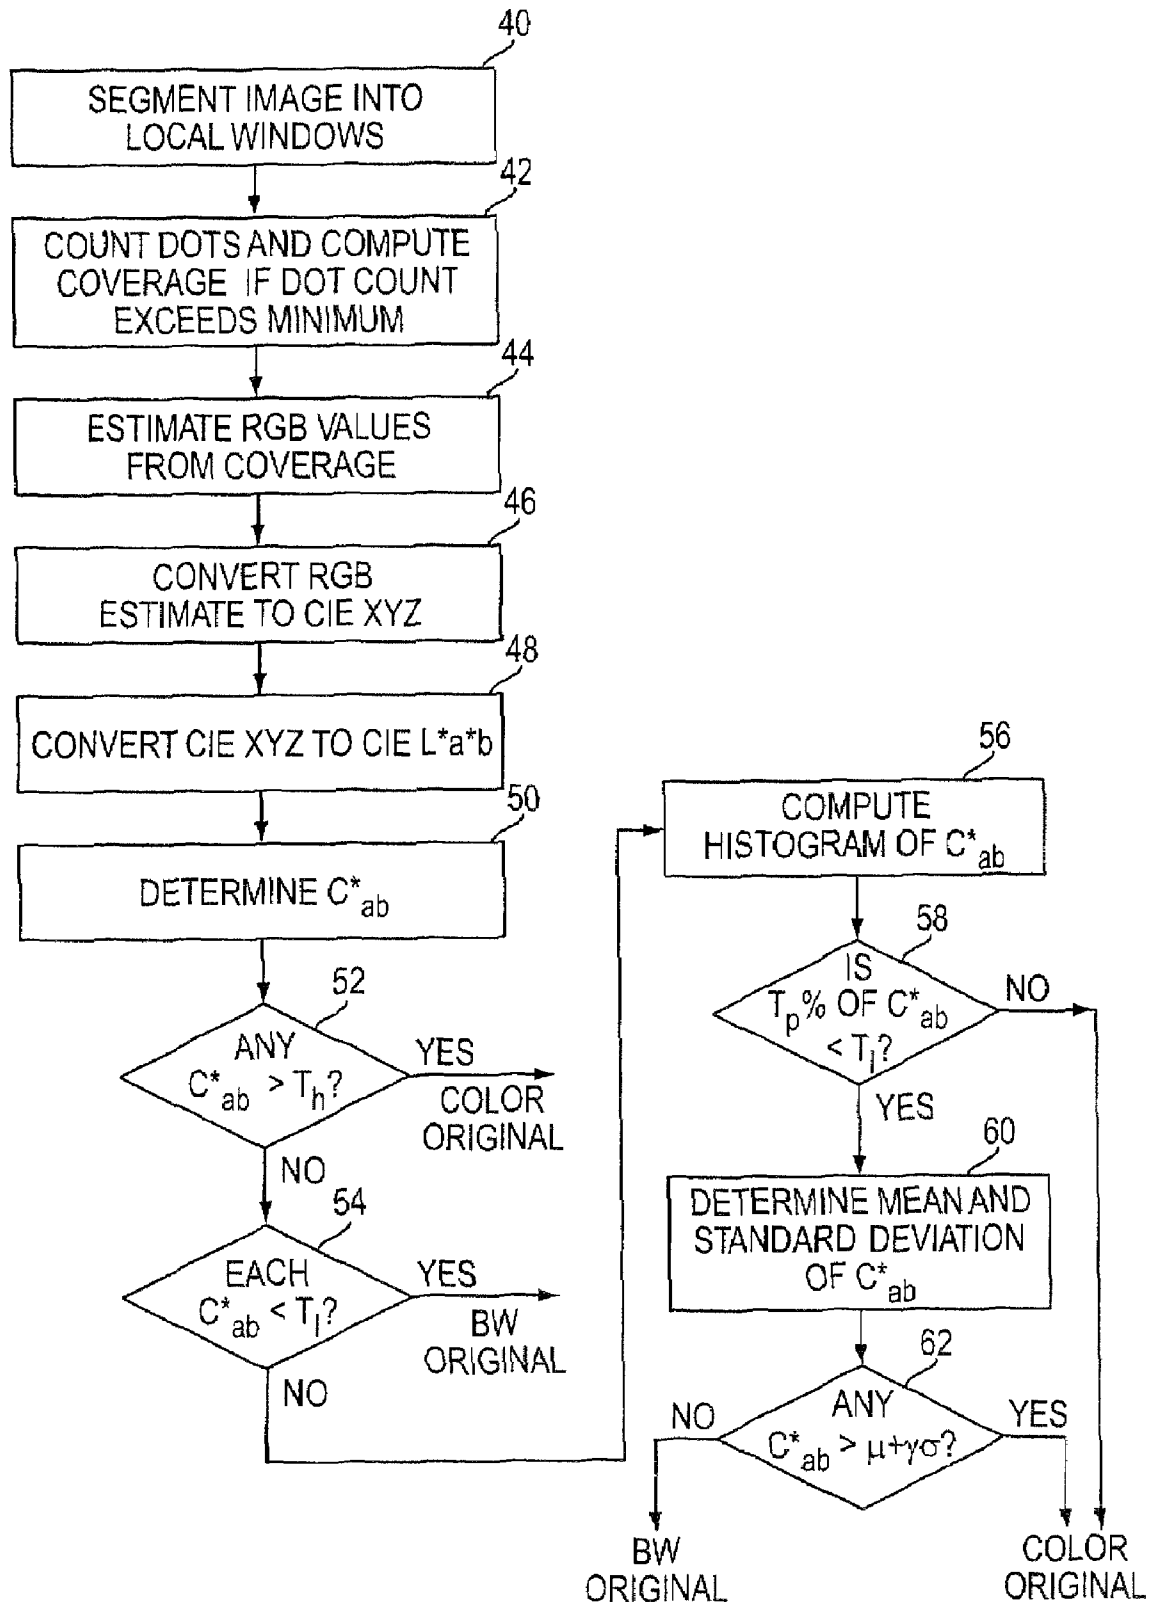 40
SEGMENT IMAGE INTO
LOCAL WINDOWS
42
COUNT DOTS AND COMPUTE
COVERAGE IF DOT COUNT
EXCEEDS MINIMUM
44
ESTIMATE RGB VALUES
FROM COVERAGE
46
CONVERT RGB
ESTIMATE TO CIE XYZ
48
CONVERT CIE XYZ TO CIE L*a*b
50
DETERMINE C*ab
52
ANY
C*ab > Th?
YES
COLOR
ORIGINAL
NO
54
EACH
C*ab < Tl?
YES
BW
ORIGINAL
NO
56
COMPUTE
HISTOGRAM OF C*ab
58
IS
Tp% OF C*ab
< Tl?
NO
YES
60
DETERMINE MEAN AND
STANDARD DEVIATION
OF C*ab
62
ANY
C*ab > μ+γσ?
NO
YES
BW
ORIGINAL
COLOR
ORIGINAL